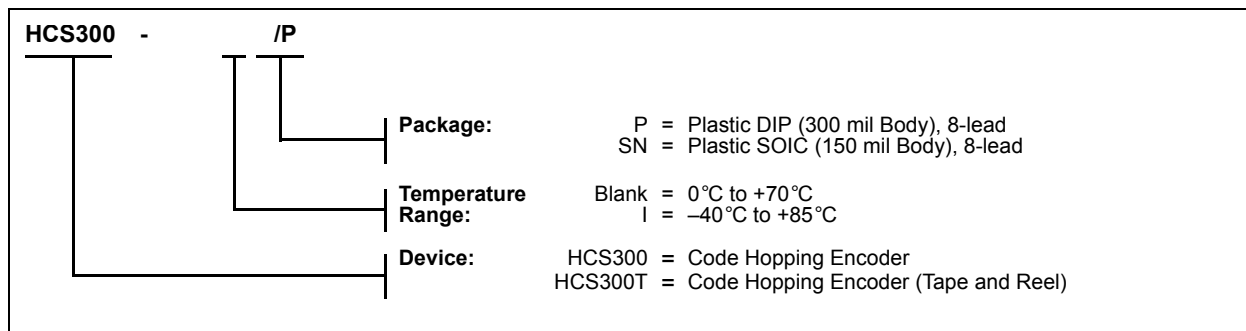 HCS300 - /P
Package: P = Plastic DIP (300 mil Body), 8-lead
SN = Plastic SOIC (150 mil Body), 8-lead
Temperature Blank = 0°C to +70°C
Range: I = –40°C to +85°C
Device: HCS300 = Code Hopping Encoder
HCS300T = Code Hopping Encoder (Tape and Reel)